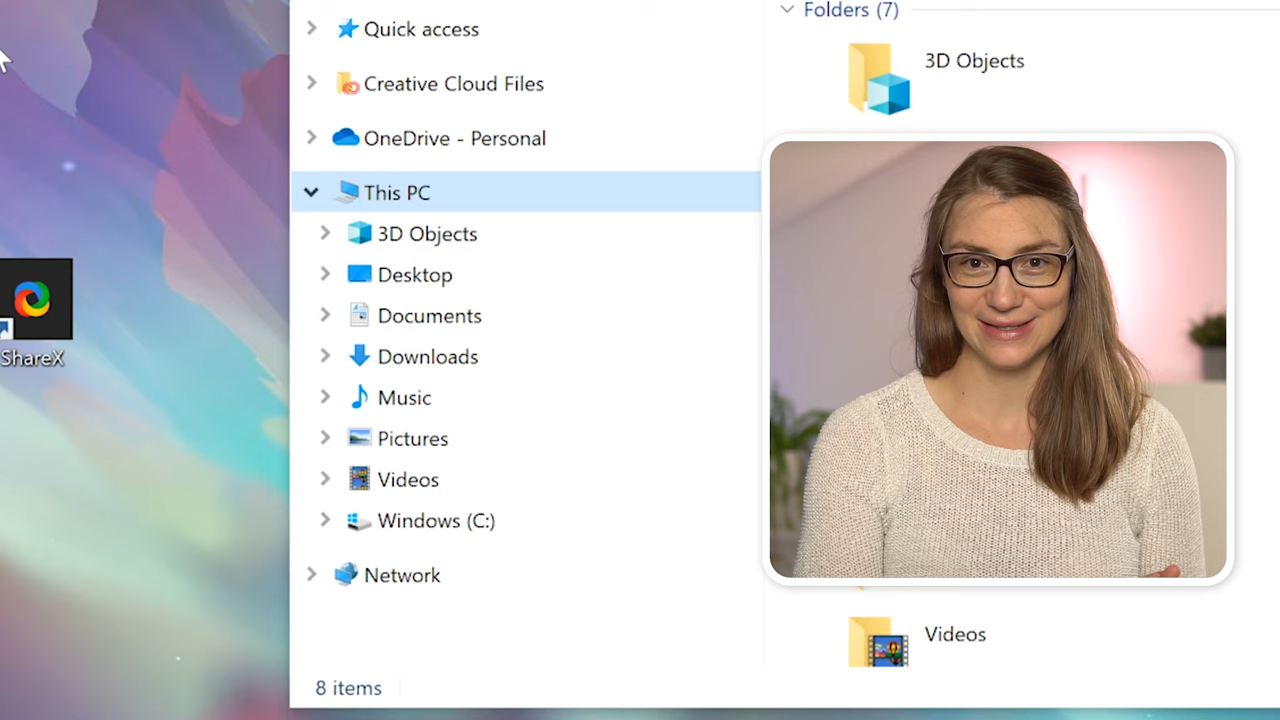 Quick access
Creative Cloud Files
OneDrive - Personal
This PC
3D Objects
Desktop
Documents
Downloads
Music
Pictures
Videos
Windows (C:)
Network
8 items
Folders (7)
3D Objects
Videos
ShareX